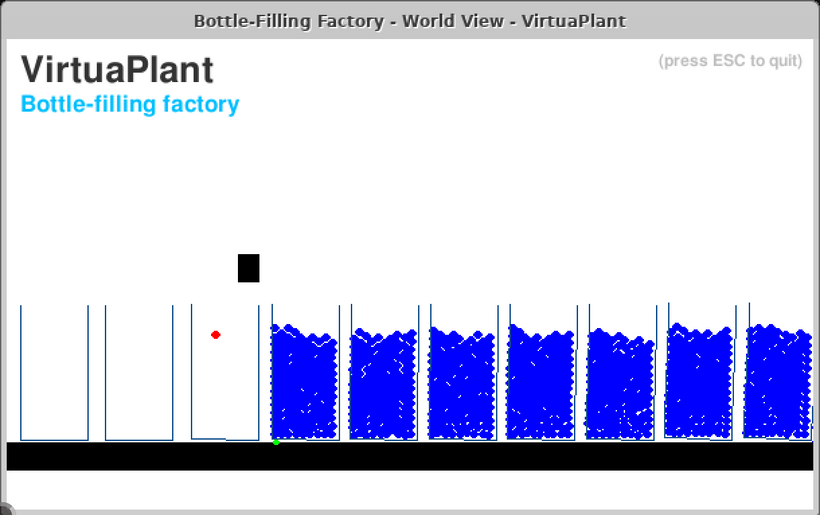 Bottle-Filling Factory - World View - VirtuaPlant
VirtuaPlant
(press ESC to quit)
Bottle-filling factory